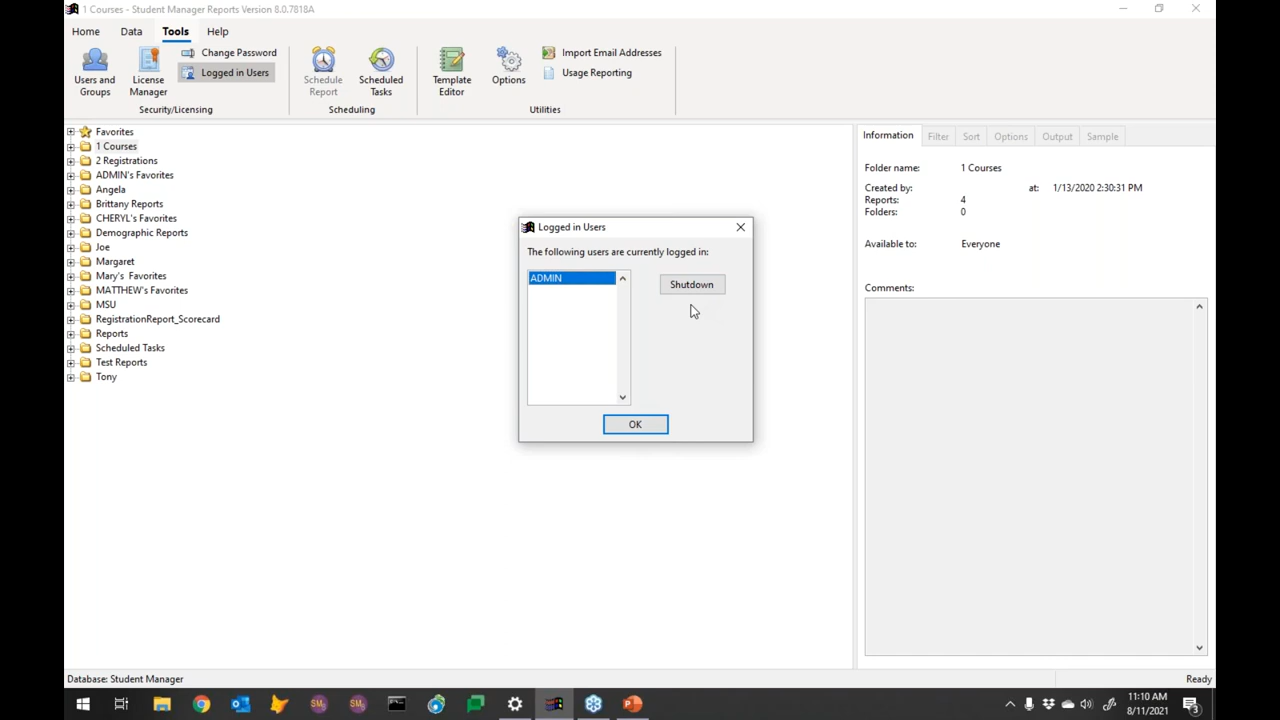 1 Courses - Student Manager Reports Version 8.0.7818A
Home Data Tools Help
Users and Groups
License Manager
Change Password
Logged in Users
Security/Licensing
Schedule Report
Scheduled Tasks
Scheduling
Template Editor
Options
Import Email Addresses
Usage Reporting
Utilities
Favorites
1 Courses
2 Registrations
ADMIN's Favorites
Angela
Brittany Reports
CHERYL's Favorites
Demographic Reports
Joe
Margaret
Mary's Favorites
MATTHEW's Favorites
MSU
RegistrationReport_Scorecard
Reports
Scheduled Tasks
Test Reports
Tony
Logged in Users
The following users are currently logged in:
ADMIN
Shutdown
OK
Information Filter Sort Options Output Sample
Folder name: 1 Courses
Created by: at: 1/13/2020 2:30:31 PM
Reports: 4
Folders: 0
Available to: Everyone
Comments:
Database: Student Manager
Ready
SM
SM
11:10 AM
8/11/2021
3